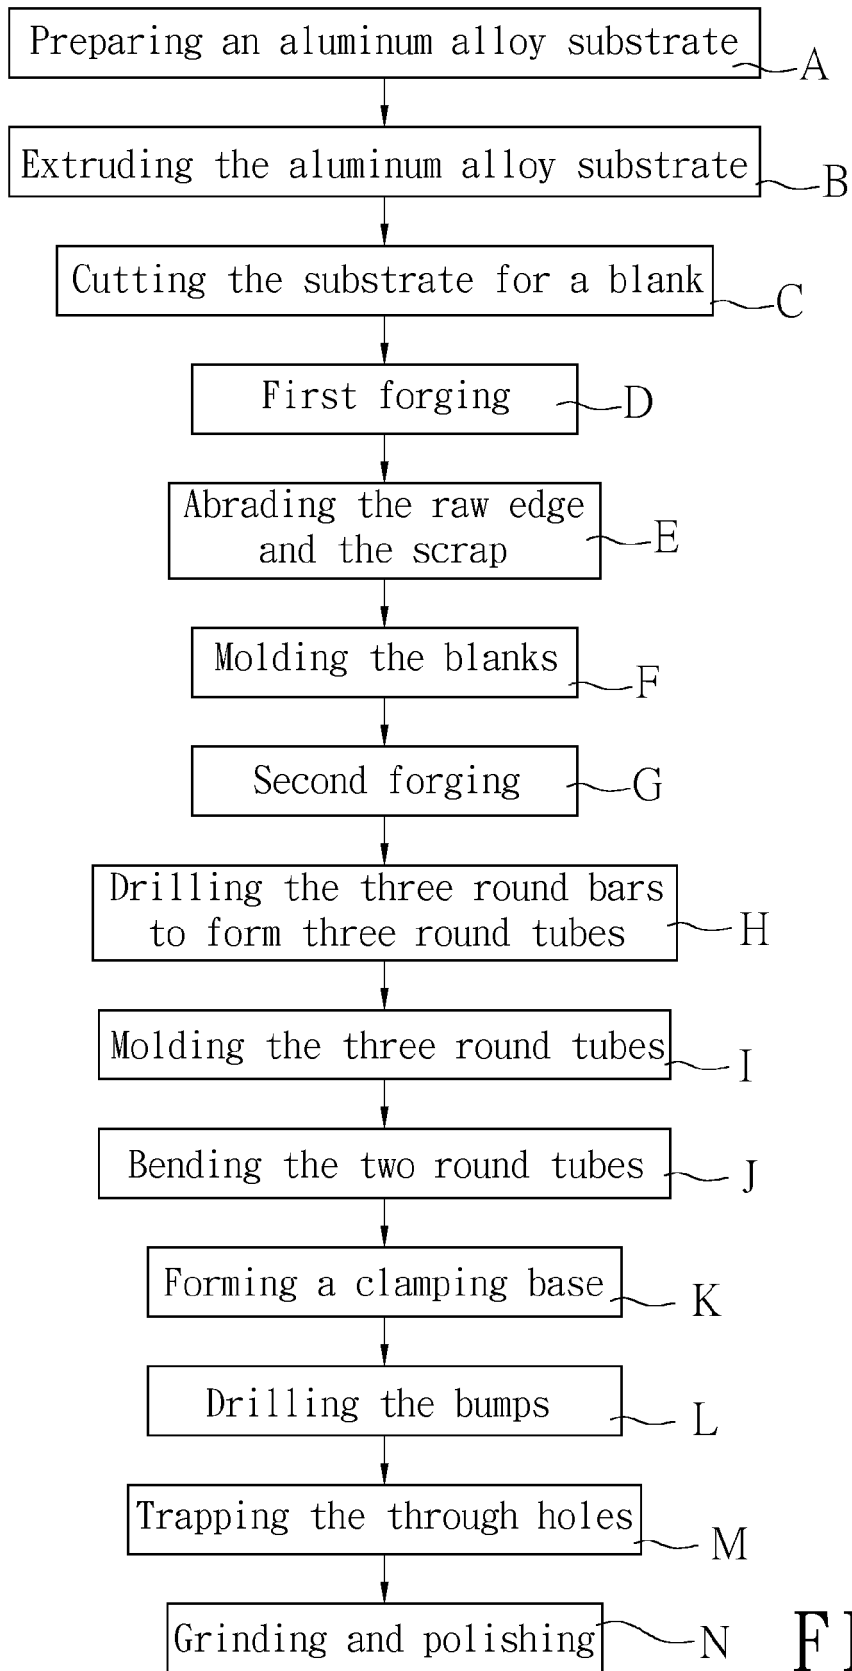 Preparing an aluminum alloy substrate
A
Extruding the aluminum alloy substrate
B
Cutting the substrate for a blank
C
First forging
D
Abrading the raw edge
and the scrap
E
Molding the blanks
F
Second forging
G
Drilling the three round bars
to form three round tubes
H
Molding the three round tubes
I
Bending the two round tubes
J
Forming a clamping base
K
Drilling the bumps
L
Trapping the through holes
M
Grinding and polishing
N